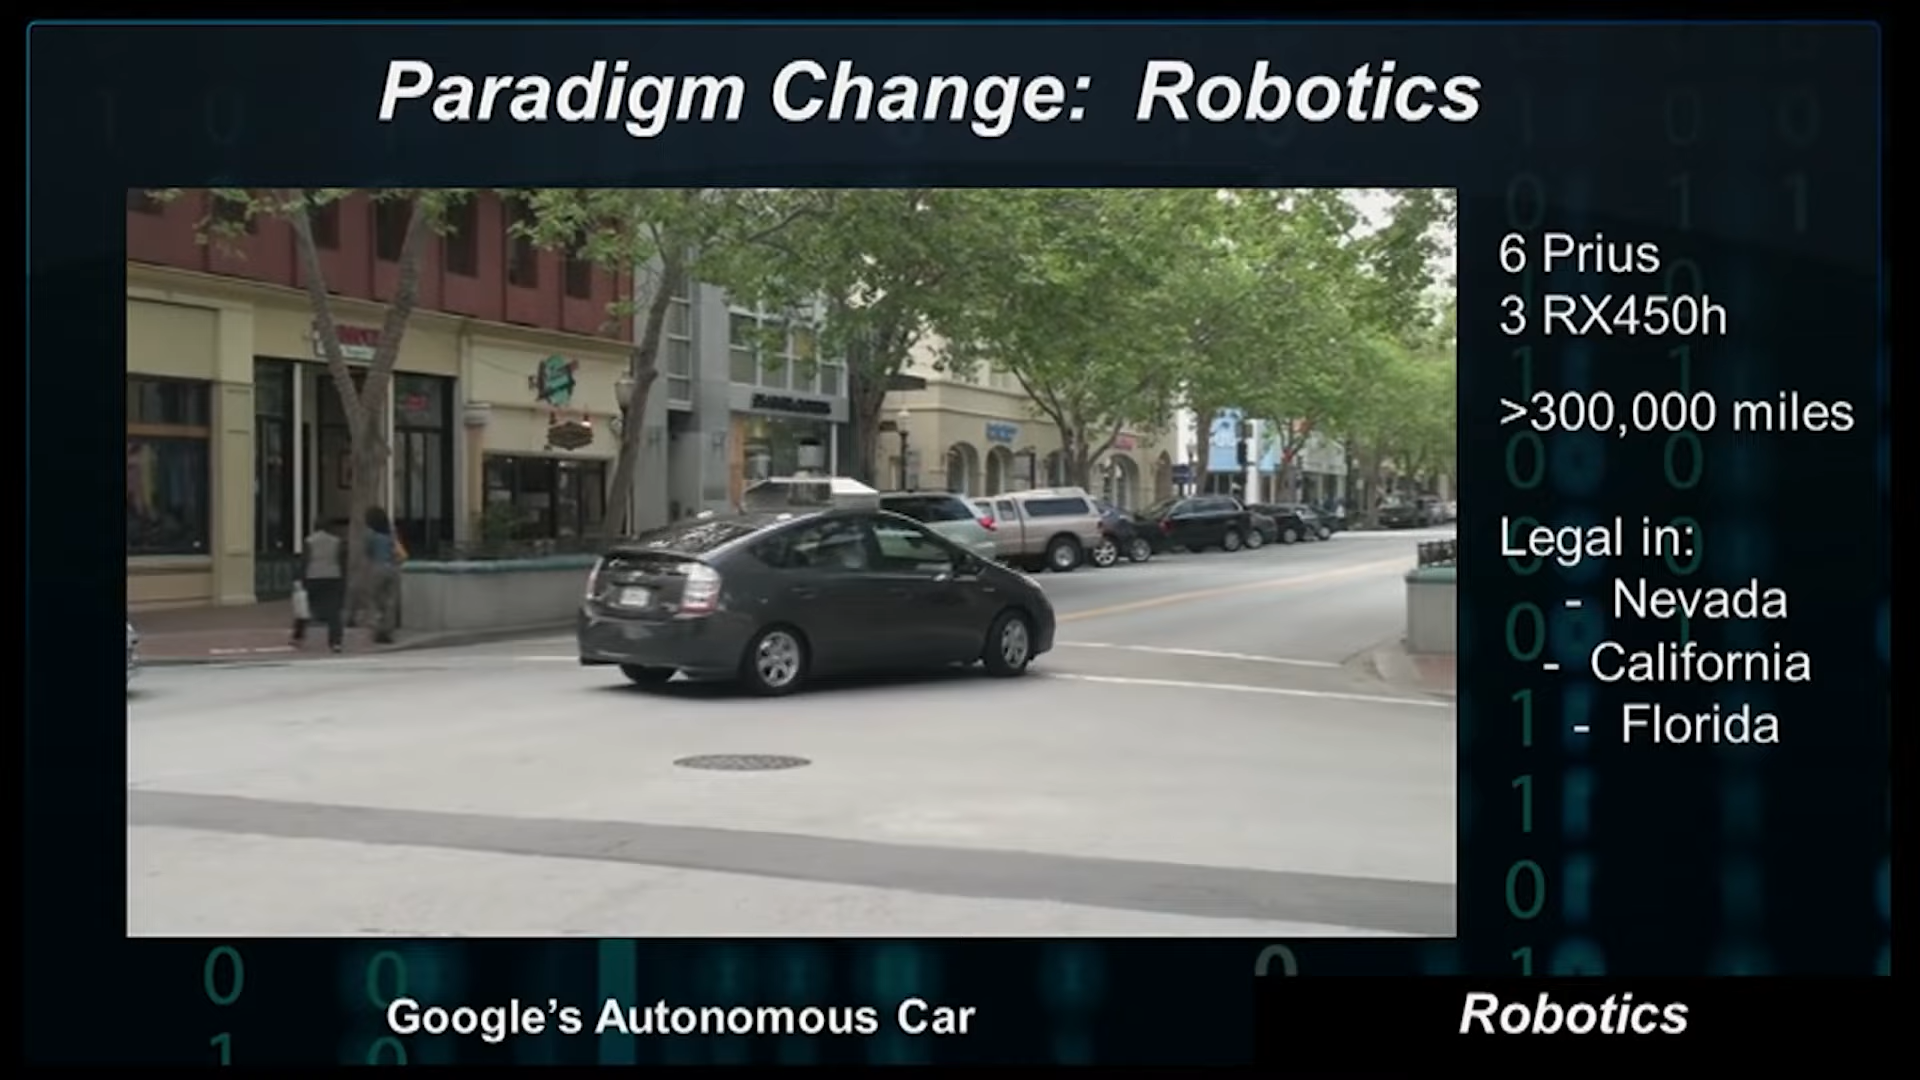 Paradigm Change: Robotics
6 Prius
3 RX450h
>300,000 miles
Legal in:
- Nevada
- California
- Florida
Google's Autonomous Car
Robotics